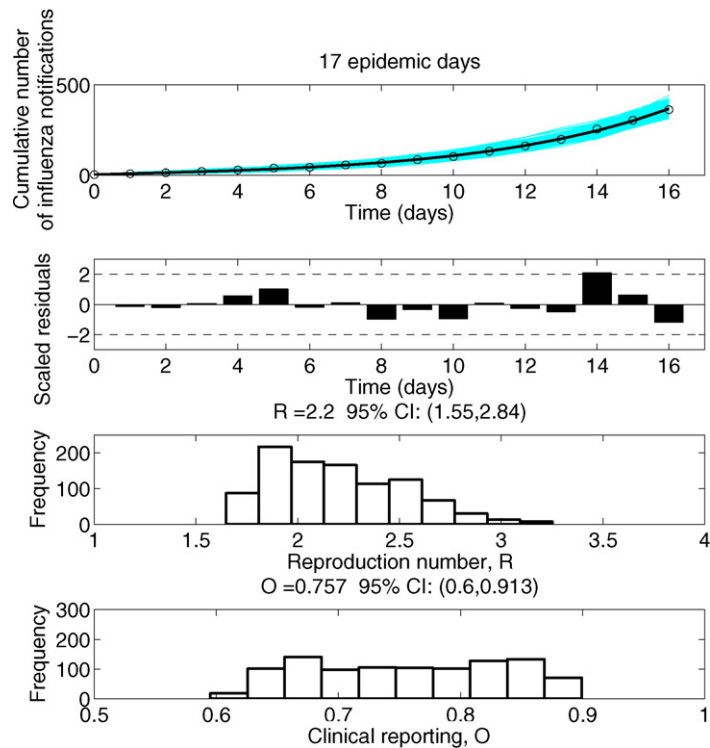 17 epidemic days
Cumulative number
of influenza notifications
500
0
0 2 4 6 8 10 12 14 16
Time (days)
Scaled residuals
2
0
−2
0 2 4 6 8 10 12 14 16
Time (days)
R =2.2 95% CI: (1.55,2.84)
Frequency
200
100
0
1 1.5 2 2.5 3 3.5 4
Reproduction number, R
O =0.757 95% CI: (0.6,0.913)
Frequency
300
200
100
0
0.5 0.6 0.7 0.8 0.9 1
Clinical reporting, O